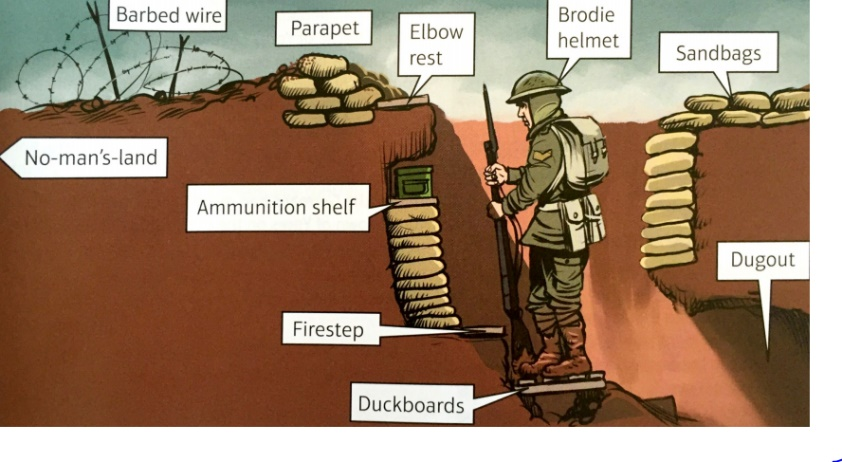 Barbed wire
Parapet
Elbow
rest
Brodie
helmet
Sandbags
No-man's-land
Ammunition shelf
Dugout
Firestep
Duckboards